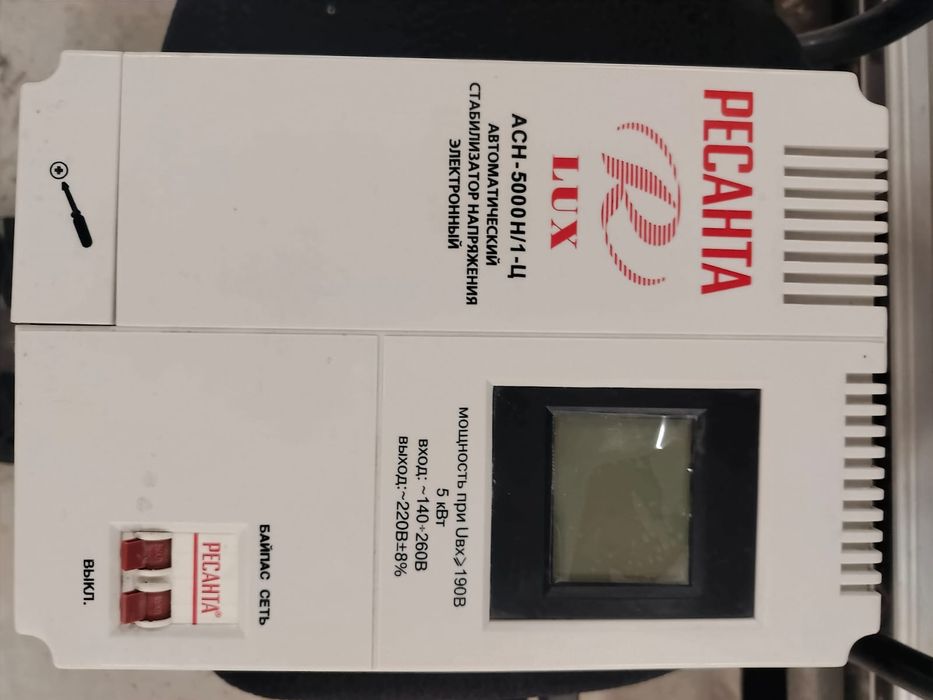 РЕСАНТА
R
LUX
АСН-5000Н/1-Ц
АВТОМАТИЧЕСКИЙ
СТАБИЛИЗАТОР НАПРЯЖЕНИЯ
ЭЛЕКТРОННЫЙ
мощность при Uвх⩾190В
5 кВт
вход: ~140÷260В
выход:~220В±8%
БАЙПАС СЕТЬ
РЕСАНТА®
ВЫКЛ.